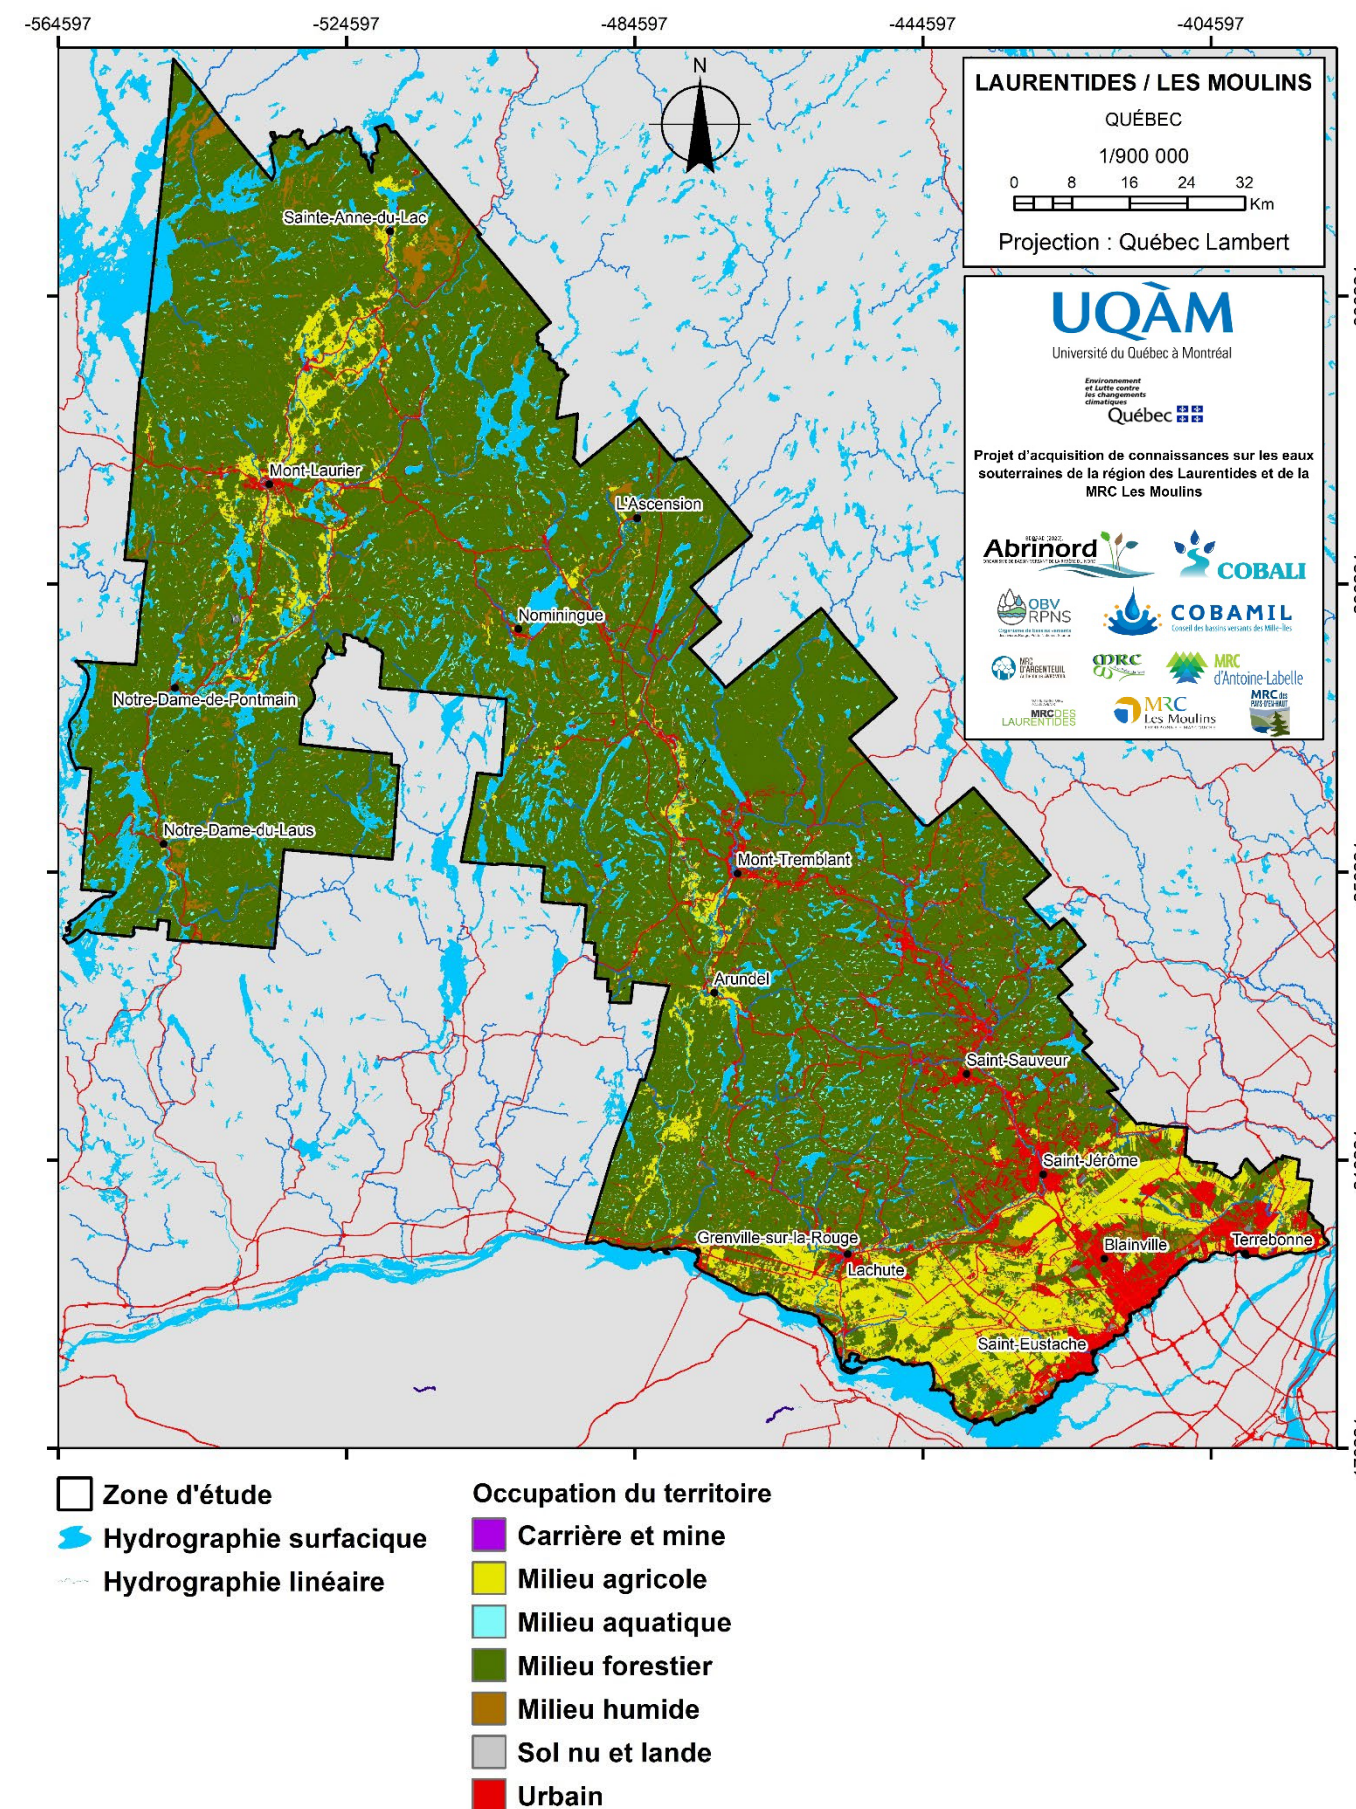 -564597 -524597 -484597 -444597 -404597
N
LAURENTIDES / LES MOULINS
QUÉBEC
1/900 000
0 8 16 24 32
Km
Projection : Québec Lambert
UQÀM
Université du Québec à Montréal
Environnement
et Lutte contre
les changements
climatiques
Québec
Projet d'acquisition de connaissances sur les eaux
souterraines de la région des Laurentides et de la
MRC Les Moulins
Abrinord
COBALI
OBV
RPNS
COBAMIL
Conseil des bassins versants des Mille-Îles
MRC
D'ARGENTEUIL
MRC
MRC
d'Antoine-Labelle
MRC DES
LAURENTIDES
MRC
Les Moulins
MRC des
PAYS-D'EN-HAUT
Sainte-Anne-du-Lac
Mont-Laurier
L'Ascension
Nominingue
Notre-Dame-de-Pontmain
Notre-Dame-du-Laus
Mont-Tremblant
Arundel
Saint-Sauveur
Saint-Jérôme
Grenville-sur-la-Rouge
Lachute
Blainville
Terrebonne
Saint-Eustache
Zone d'étude
Hydrographie surfacique
Hydrographie linéaire
Occupation du territoire
Carrière et mine
Milieu agricole
Milieu aquatique
Milieu forestier
Milieu humide
Sol nu et lande
Urbain